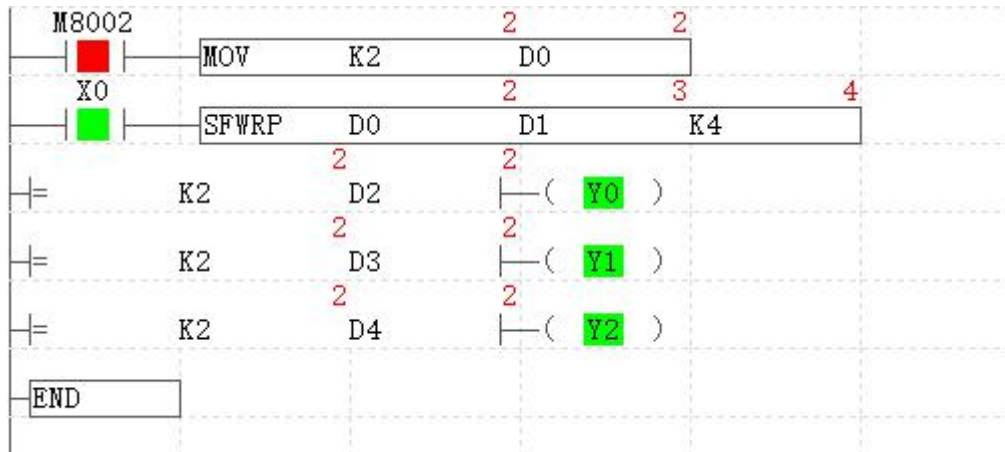 M8002 2 2
MOV K2 D0
X0 2 3 4
SFWRP D0 D1 K4
2 2
= K2 D2 ( Y0 )
2 2
= K2 D3 ( Y1 )
2 2
= K2 D4 ( Y2 )
END